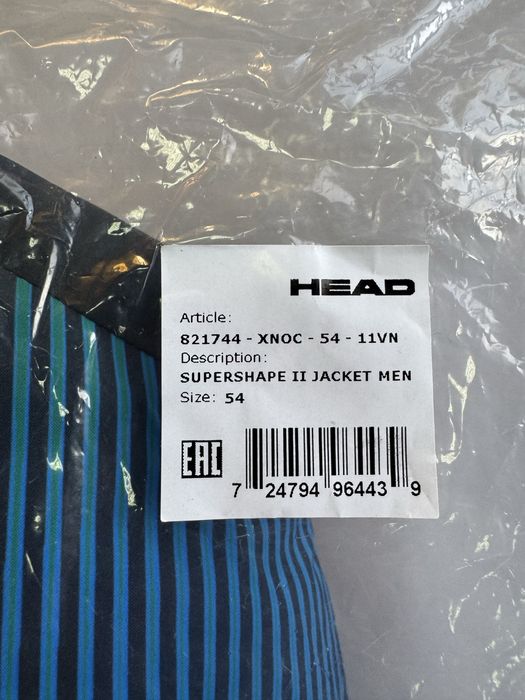 HEAD
Article:
821744 - XNOC - 54 - 11VN
Description:
SUPERSHAPE II JACKET MEN
Size: 54
EAC
7 24794 96443 9